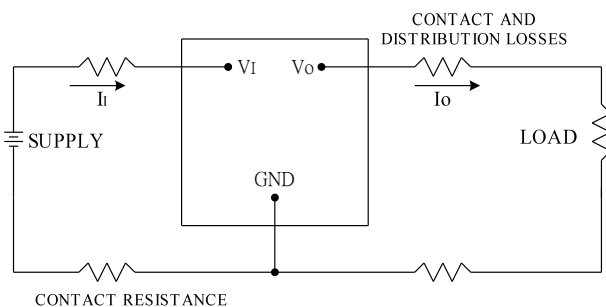 CONTACT AND
DISTRIBUTION LOSSES
VI
VO
II
IO
SUPPLY
LOAD
GND
CONTACT RESISTANCE